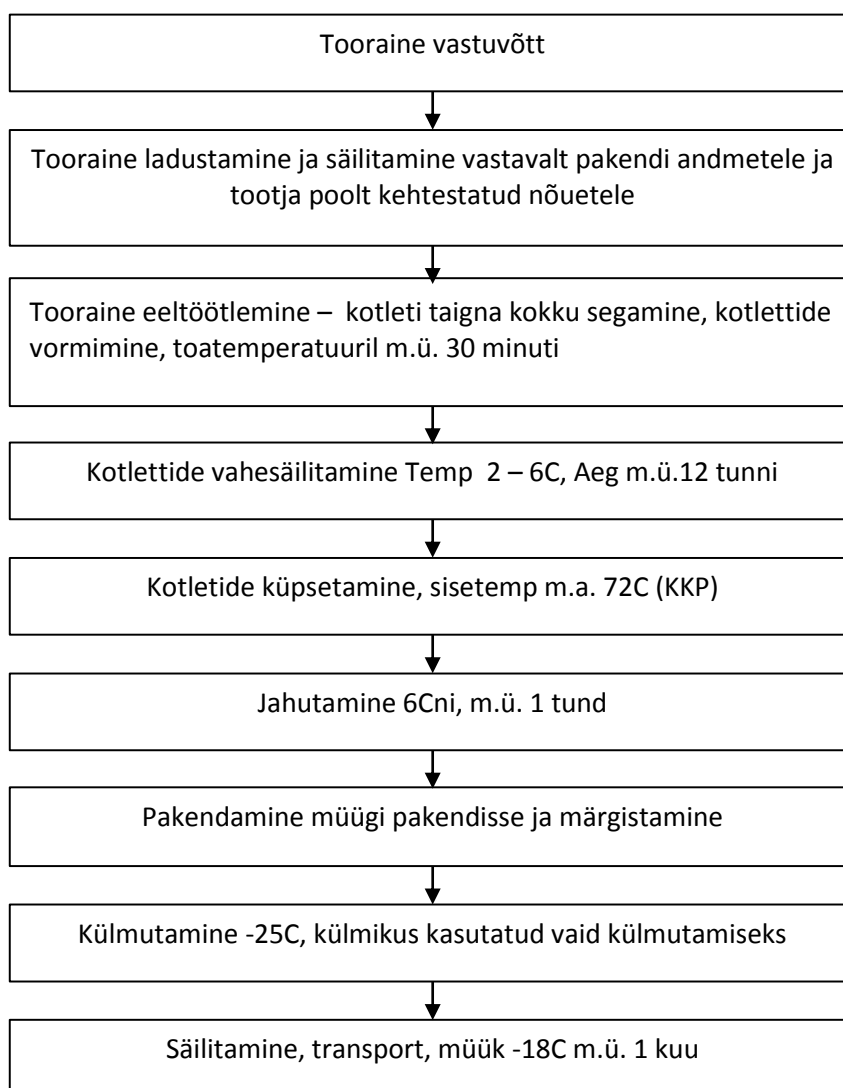 Tooraine vastuvõtt
Tooraine ladustamine ja säilitamine vastavalt pakendi andmetele ja
tootja poolt kehtestatud nõuetele
Tooraine eeltöötlemine – kotleti taigna kokku segamine, kotlettide
vormimine, toatemperatuuril m.ü. 30 minuti
Kotlettide vahesäilitamine Temp 2 – 6C, Aeg m.ü.12 tunni
Kotletide küpsetamine, sisetemp m.a. 72C (KKP)
Jahutamine 6Cni, m.ü. 1 tund
Pakendamine müügi pakendisse ja märgistamine
Külmutamine -25C, külmikus kasutatud vaid külmutamiseks
Säilitamine, transport, müük -18C m.ü. 1 kuu